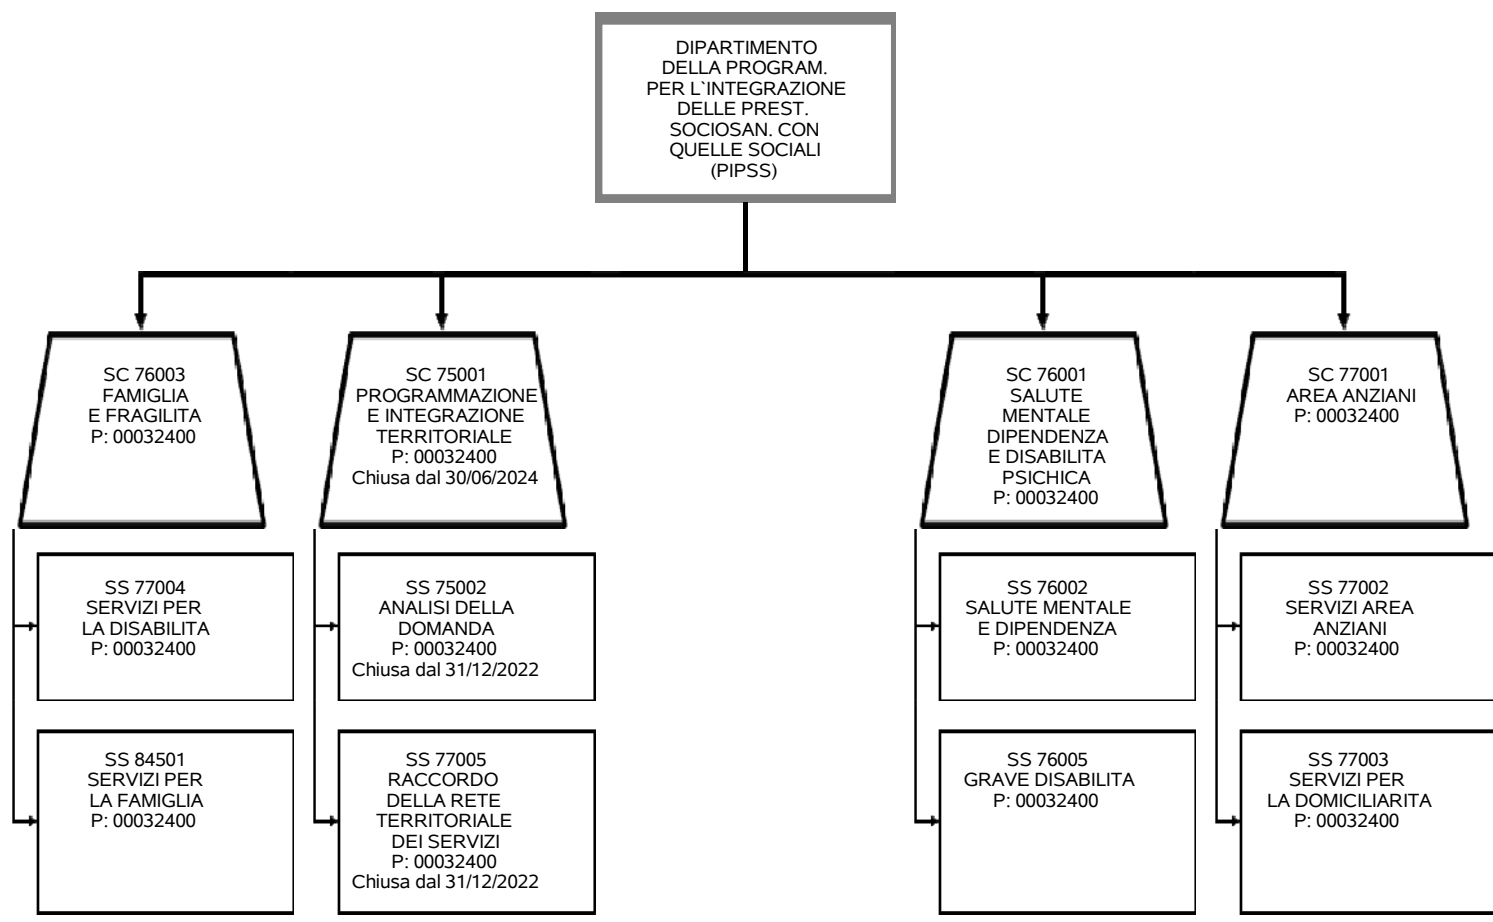 DIPARTIMENTO
DELLA PROGRAM.
PER L`INTEGRAZIONE
DELLE PREST.
SOCIOSAN. CON
QUELLE SOCIALI
(PIPSS)
SC 76003
FAMIGLIA
E FRAGILITA
P: 00032400
SC 75001
PROGRAMMAZIONE
E INTEGRAZIONE
TERRITORIALE
P: 00032400
Chiusa dal 30/06/2024
SC 76001
SALUTE
MENTALE
DIPENDENZA
E DISABILITA
PSICHICA
P: 00032400
SC 77001
AREA ANZIANI
P: 00032400
SS 77004
SERVIZI PER
LA DISABILITA
P: 00032400
SS 75002
ANALISI DELLA
DOMANDA
P: 00032400
Chiusa dal 31/12/2022
SS 76002
SALUTE MENTALE
E DIPENDENZA
P: 00032400
SS 77002
SERVIZI AREA
ANZIANI
P: 00032400
SS 84501
SERVIZI PER
LA FAMIGLIA
P: 00032400
SS 77005
RACCORDO
DELLA RETE
TERRITORIALE
DEI SERVIZI
P: 00032400
Chiusa dal 31/12/2022
SS 76005
GRAVE DISABILITA
P: 00032400
SS 77003
SERVIZI PER
LA DOMICILIARITA
P: 00032400